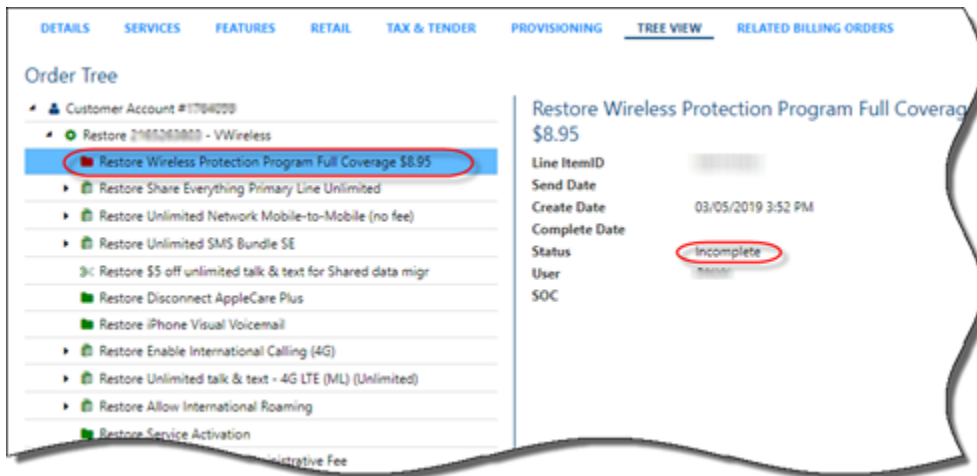 DETAILS SERVICES FEATURES RETAIL TAX & TENDER PROVISIONING TREE VIEW RELATED BILLING ORDERS
Order Tree
Customer Account #
Restore - VWireless
Restore Wireless Protection Program Full Coverage $8.95
Restore Share Everything Primary Line Unlimited
Restore Unlimited Network Mobile-to-Mobile (no fee)
Restore Unlimited SMS Bundle SE
Restore $5 off unlimited talk & text for Shared data migr
Restore Disconnect AppleCare Plus
Restore iPhone Visual Voicemail
Restore Enable International Calling (4G)
Restore Unlimited talk & text - 4G LTE (ML) (Unlimited)
Restore Allow International Roaming
Restore Service Activation
Fee
Restore Wireless Protection Program Full Coverag
$8.95
Line ItemID
Send Date
Create Date 03/05/2019 3:52 PM
Complete Date
Status Incomplete
User
SOC